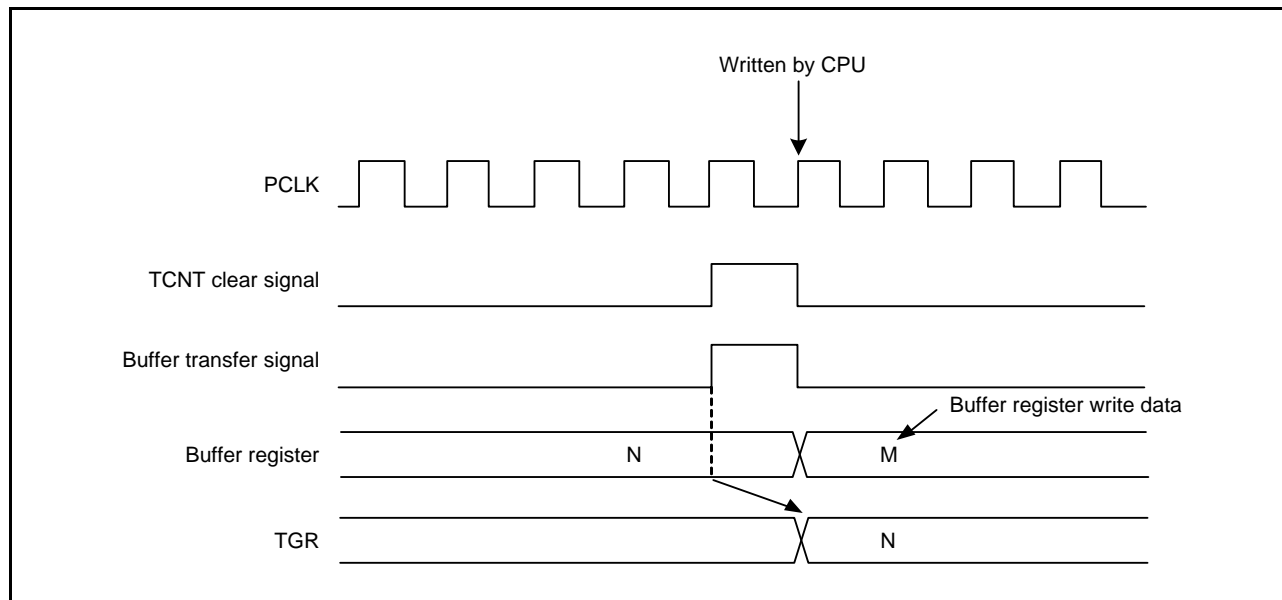 Written by CPU
PCLK
TCNT clear signal
Buffer transfer signal
Buffer register write data
Buffer register
N
M
TGR
N